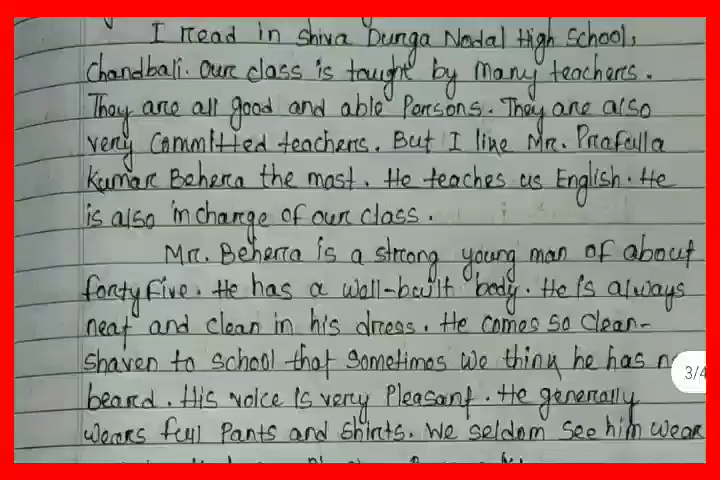 I read in Shiva Durga Nodal High School,
Chandbali. Our class is taught by many teachers.
They are all good and able Persons. They are also
very committed teachers. But I like Mr. Prafulla
Kumar Behera the most. He teaches us English. He
is also in charge of our class.
Mr. Beherra is a strong young man of about
forty five. He has a well-built body. He is always
neat and clean in his dress. He comes so clean-
shaven to school that sometimes we think he has no
beard. His voice is very pleasant. He generally
wears full Pants and shirts. We seldom see him wear
3/4